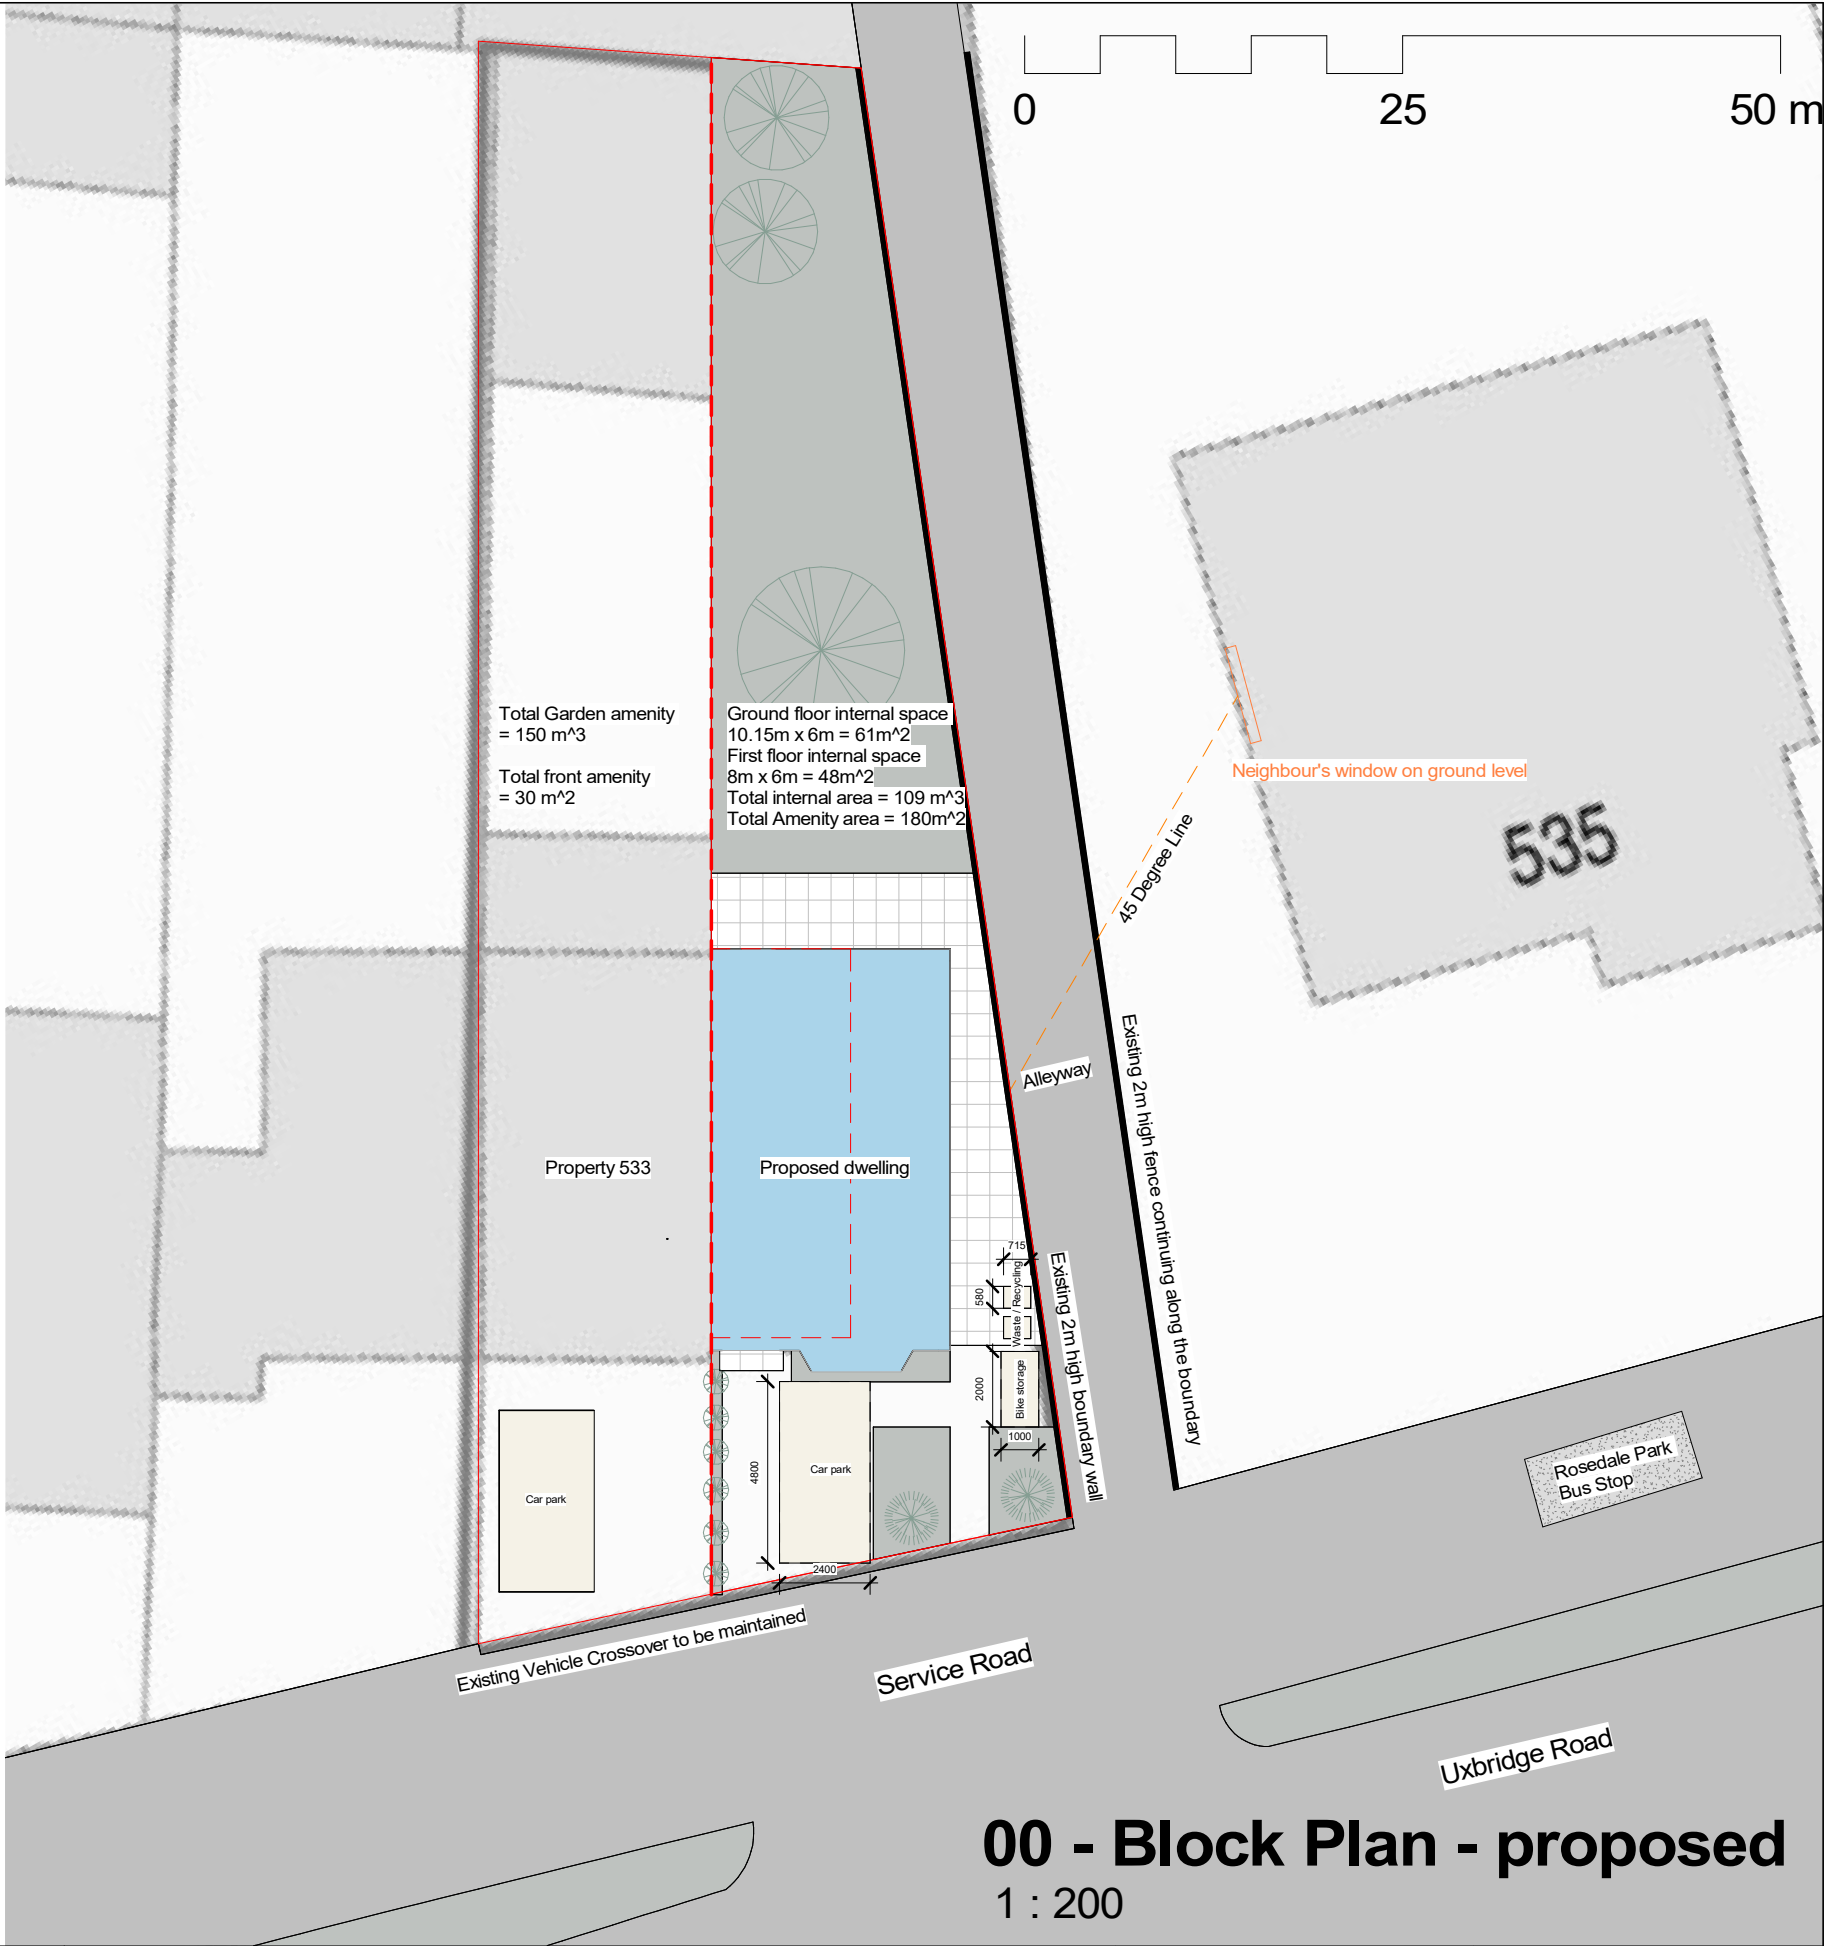 0 25 50 m
Total Garden amenity
= 150 m^3
Total front amenity
= 30 m^2
Ground floor internal space
10.15m x 6m = 61m^2
First floor internal space
8m x 6m = 48m^2
Total internal area = 109 m^3
Total Amenity area = 180m^2
Neighbour's window on ground level
535
45 Degree Line
Alleyway
Existing 2m high fence continuing along the boundary
Property 533
Proposed dwelling
715
580
Waste / Recycling
Existing 2m high boundary wall
2000
Bike storage
1000
4800
Car park
Car park
2400
Rosedale Park
Bus Stop
Existing Vehicle Crossover to be maintained
Service Road
Uxbridge Road
00 - Block Plan - proposed
1 : 200